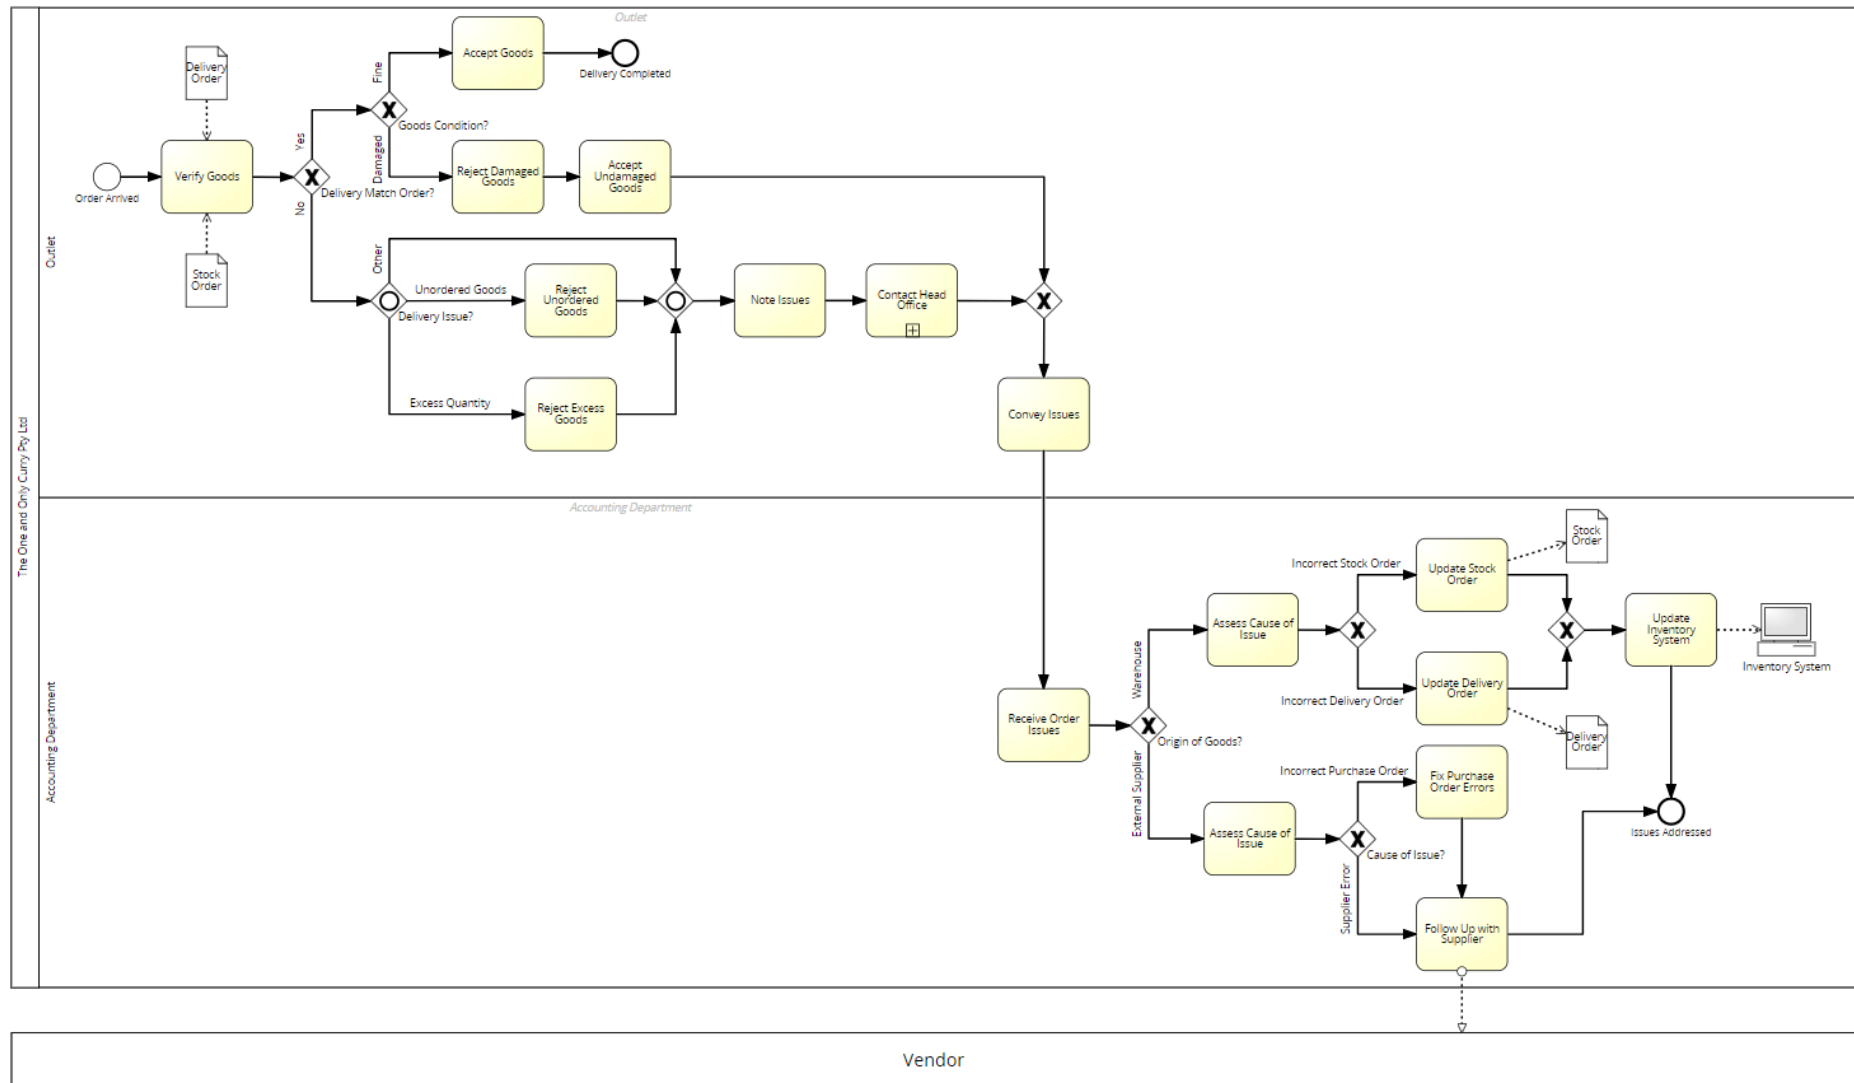 Outlet
Delivery
Order
Accept Goods
Delivery Completed
Fine
Goods Condition?
Yes
Damaged
Order Arrived
Verify Goods
Delivery Match Order?
Reject Damaged
Goods
Accept
Undamaged
Goods
No
Stock
Order
Outlet
Other
Unordered Goods
Delivery Issue?
Reject
Unordered
Goods
Note Issues
Contact Head
Office
Excess Quantity
Reject Excess
Goods
Convey Issues
The One and Only Curry Pty Ltd
Accounting Department
Accounting Department
Receive Order
Issues
Origin of Goods?
Warehouse
External Supplier
Assess Cause of
Issue
Incorrect Stock Order
Update Stock
Order
Stock
Order
Incorrect Delivery Order
Update Delivery
Order
Delivery
Order
Update
Inventory
System
Inventory System
Assess Cause of
Issue
Incorrect Purchase Order
Fix Purchase
Order Errors
Cause of Issue?
Supplier Error
Follow Up with
Supplier
Issues Addressed
Vendor